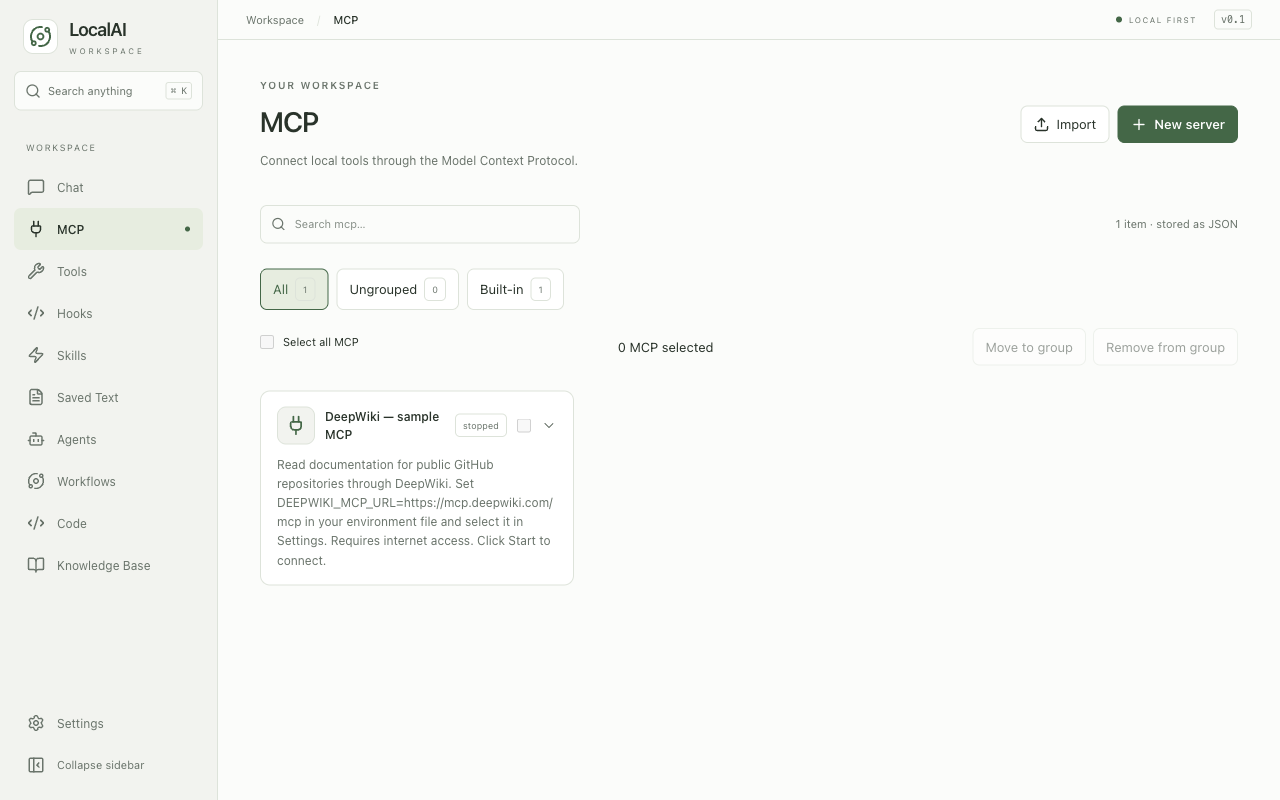 LocalAI
WORKSPACE
Search anything
⌘ K
WORKSPACE
Chat
MCP
Tools
Hooks
Skills
Saved Text
Agents
Workflows
Code
Knowledge Base
Settings
Collapse sidebar
Workspace / MCP
LOCAL FIRST
v0.1
YOUR WORKSPACE
MCP
Connect local tools through the Model Context Protocol.
Import
New server
Search mcp...
1 item · stored as JSON
All 1
Ungrouped 0
Built-in 1
Select all MCP
0 MCP selected
Move to group
Remove from group
DeepWiki — sample
MCP
stopped
Read documentation for public GitHub
repositories through DeepWiki. Set
DEEPWIKI_MCP_URL=https://mcp.deepwiki.com/
mcp in your environment file and select it in
Settings. Requires internet access. Click Start to
connect.